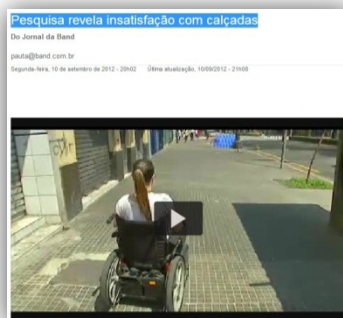 Pesquisa revela insatisfação com calçadas
Do Jornal da Band
pauta@band.com.br
Segunda-feira, 10 de setembro de 2012 - 20h02 Última atualização, 10/09/2012 - 21h00